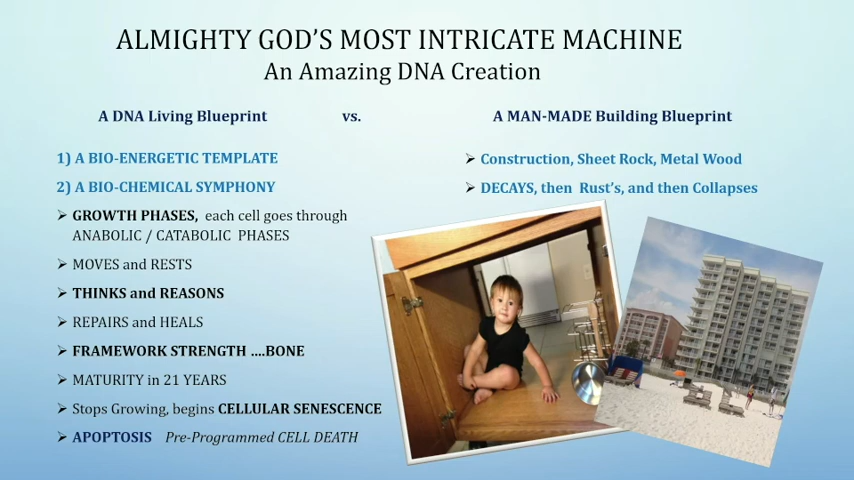 ALMIGHTY GOD'S MOST INTRICATE MACHINE
An Amazing DNA Creation
A DNA Living Blueprint vs. A MAN-MADE Building Blueprint
1) A BIO-ENERGETIC TEMPLATE
2) A BIO-CHEMICAL SYMPHONY
➢ GROWTH PHASES, each cell goes through
ANABOLIC / CATABOLIC PHASES
➢ MOVES and RESTS
➢ THINKS and REASONS
➢ REPAIRS and HEALS
➢ FRAMEWORK STRENGTH ....BONE
➢ MATURITY in 21 YEARS
➢ Stops Growing, begins CELLULAR SENESCENCE
➢ APOPTOSIS Pre-Programmed CELL DEATH
➢ Construction, Sheet Rock, Metal Wood
➢ DECAYS, then Rust's, and then Collapses